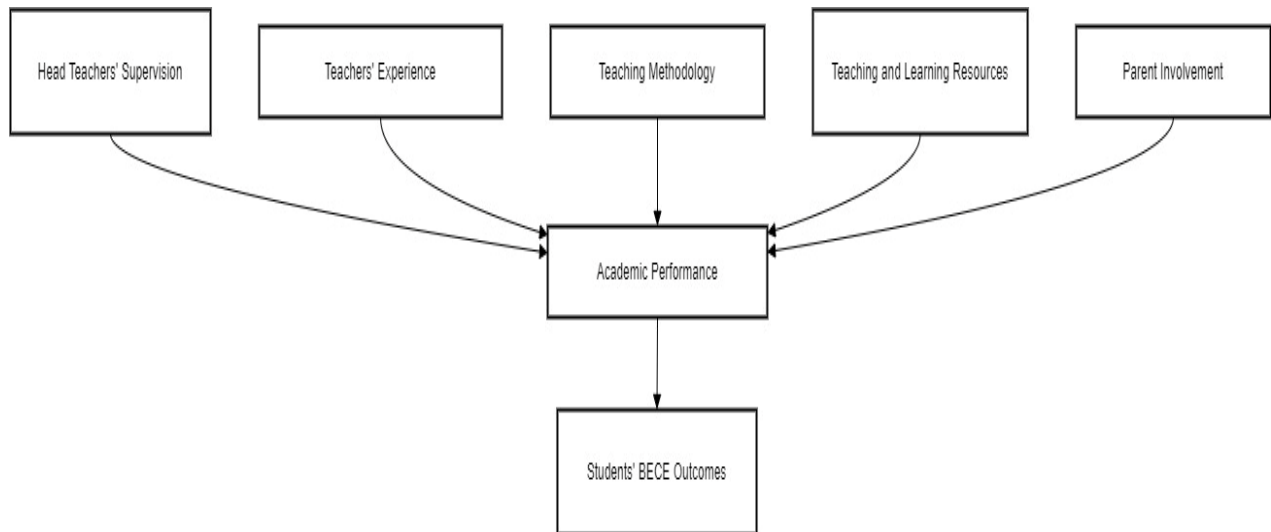 Head Teachers' Supervision
Teachers' Experience
Teaching Methodology
Teaching and Learning Resources
Parent Involvement
Academic Performance
Students' BECE Outcomes